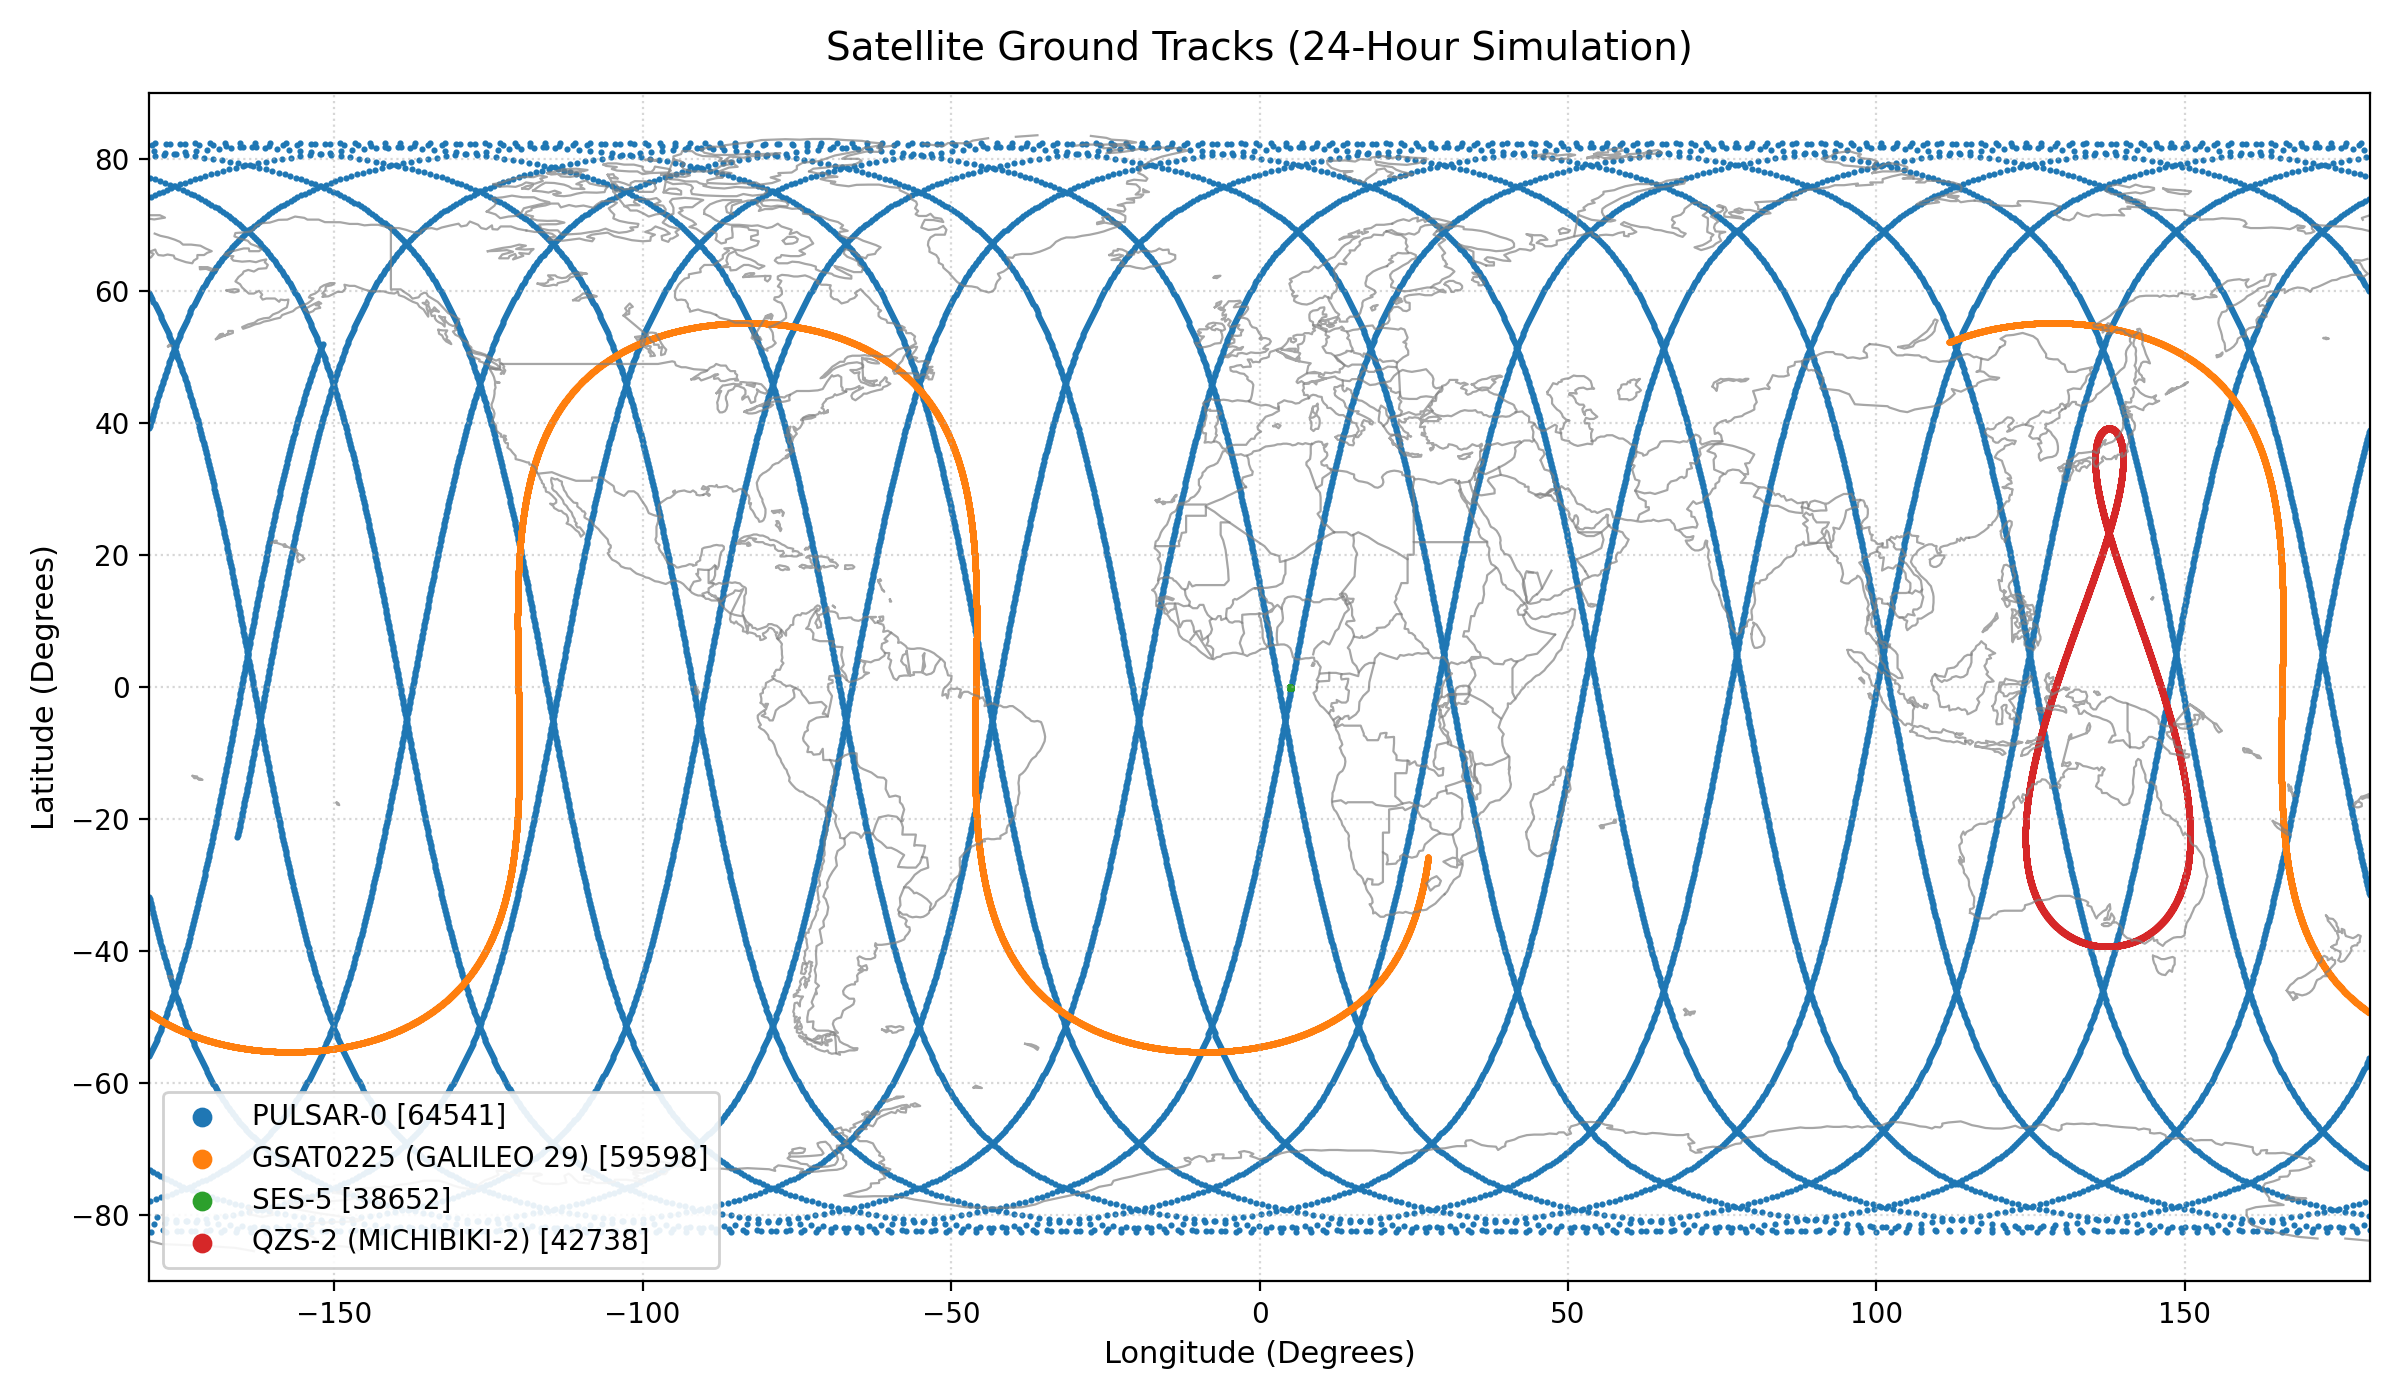 Satellite Ground Tracks (24-Hour Simulation)
Latitude (Degrees)
80
60
40
20
0
−20
−40
−60
−80
PULSAR-0 [64541]
GSAT0225 (GALILEO 29) [59598]
SES-5 [38652]
QZS-2 (MICHIBIKI-2) [42738]
−150 −100 −50 0 50 100 150
Longitude (Degrees)